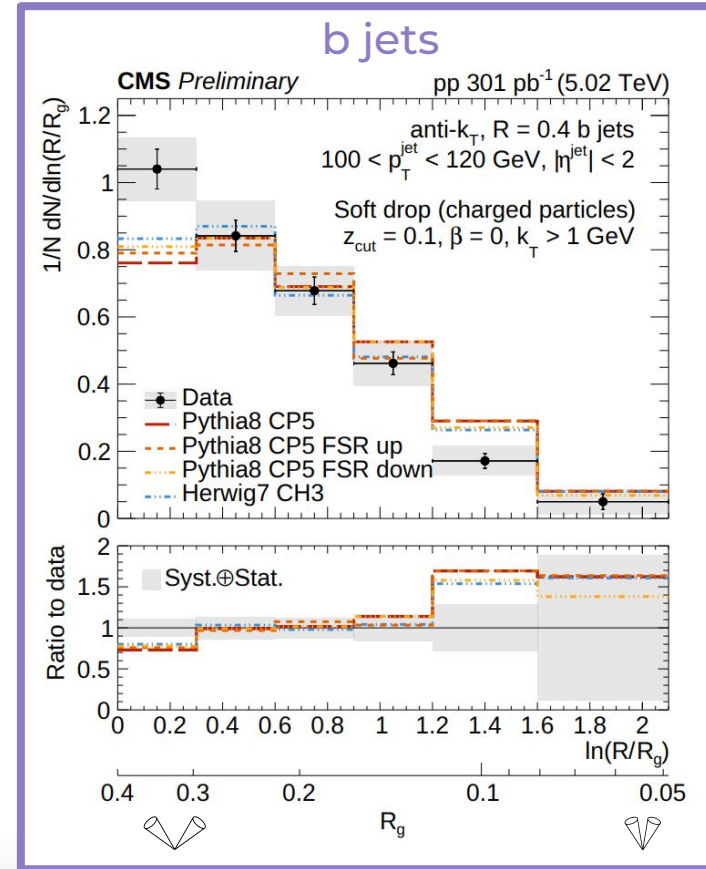 b jets
CMS Preliminary
pp 301 pb⁻¹ (5.02 TeV)
1/N dN/dln(R/R_g)
1.2
1
0.8
0.6
0.4
0.2
0
anti-k_T, R = 0.4 b jets
100 < p_T^jet < 120 GeV, |η^jet| < 2
Soft drop (charged particles)
z_cut = 0.1, β = 0, k_T > 1 GeV
Data
Pythia8 CP5
Pythia8 CP5 FSR up
Pythia8 CP5 FSR down
Herwig7 CH3
Ratio to data
2
1.5
1
0.5
0
Syst.⊕Stat.
0 0.2 0.4 0.6 0.8 1 1.2 1.4 1.6 1.8 2
ln(R/R_g)
0.4 0.3 0.2 0.1 0.05
R_g